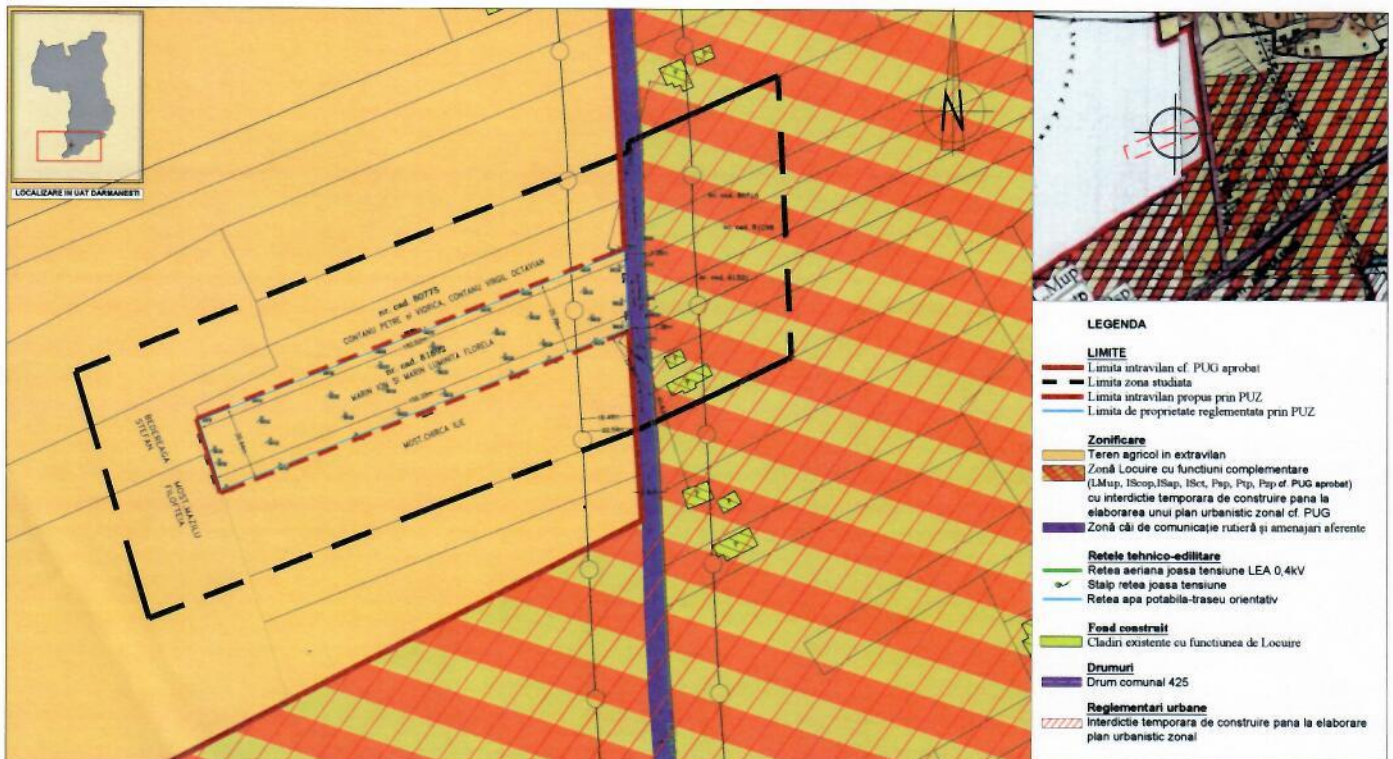 LOCALIZARE IN UAT DARMANESTI
N
nr. cad. 80775
CONTANU PETRE si VIDRICA, CONTANU VIRGIL OCTAVIAN
MARIN ION SI MARIN LUMINITA FLORELA
MOST.CHIRCA ILIE
BEDEREAGA
STEFAN
MOST.MAZILU
FILOFTEIA
Mup
LEGENDA
LIMITE
Limita intravilan cf. PUG aprobat
Limita zona studiata
Limita intravilan propus prin PUZ
Limita de proprietate reglementata prin PUZ
Zonificare
Teren agricol in extravilan
Zonă Locuire cu functiuni complementare
(LMup, IScop,ISap, ISct, Psp, Ptp, Pzp cf. PUG aprobat)
cu interdictie temporara de construire pana la
elaborarea unui plan urbanistic zonal cf. PUG
Zonă căi de comunicație rutieră și amenajari aferente
Retele tehnico-edilitare
Retea aeriana joasa tensiune LEA 0,4kV
Stalp retea joasa tensiune
Retea apa potabila-traseu orientativ
Fond construit
Cladiri existente cu functiunea de Locuire
Drumuri
Drum comunal 425
Reglementari urbane
Interdictie temporara de construire pana la elaborare
plan urbanistic zonal